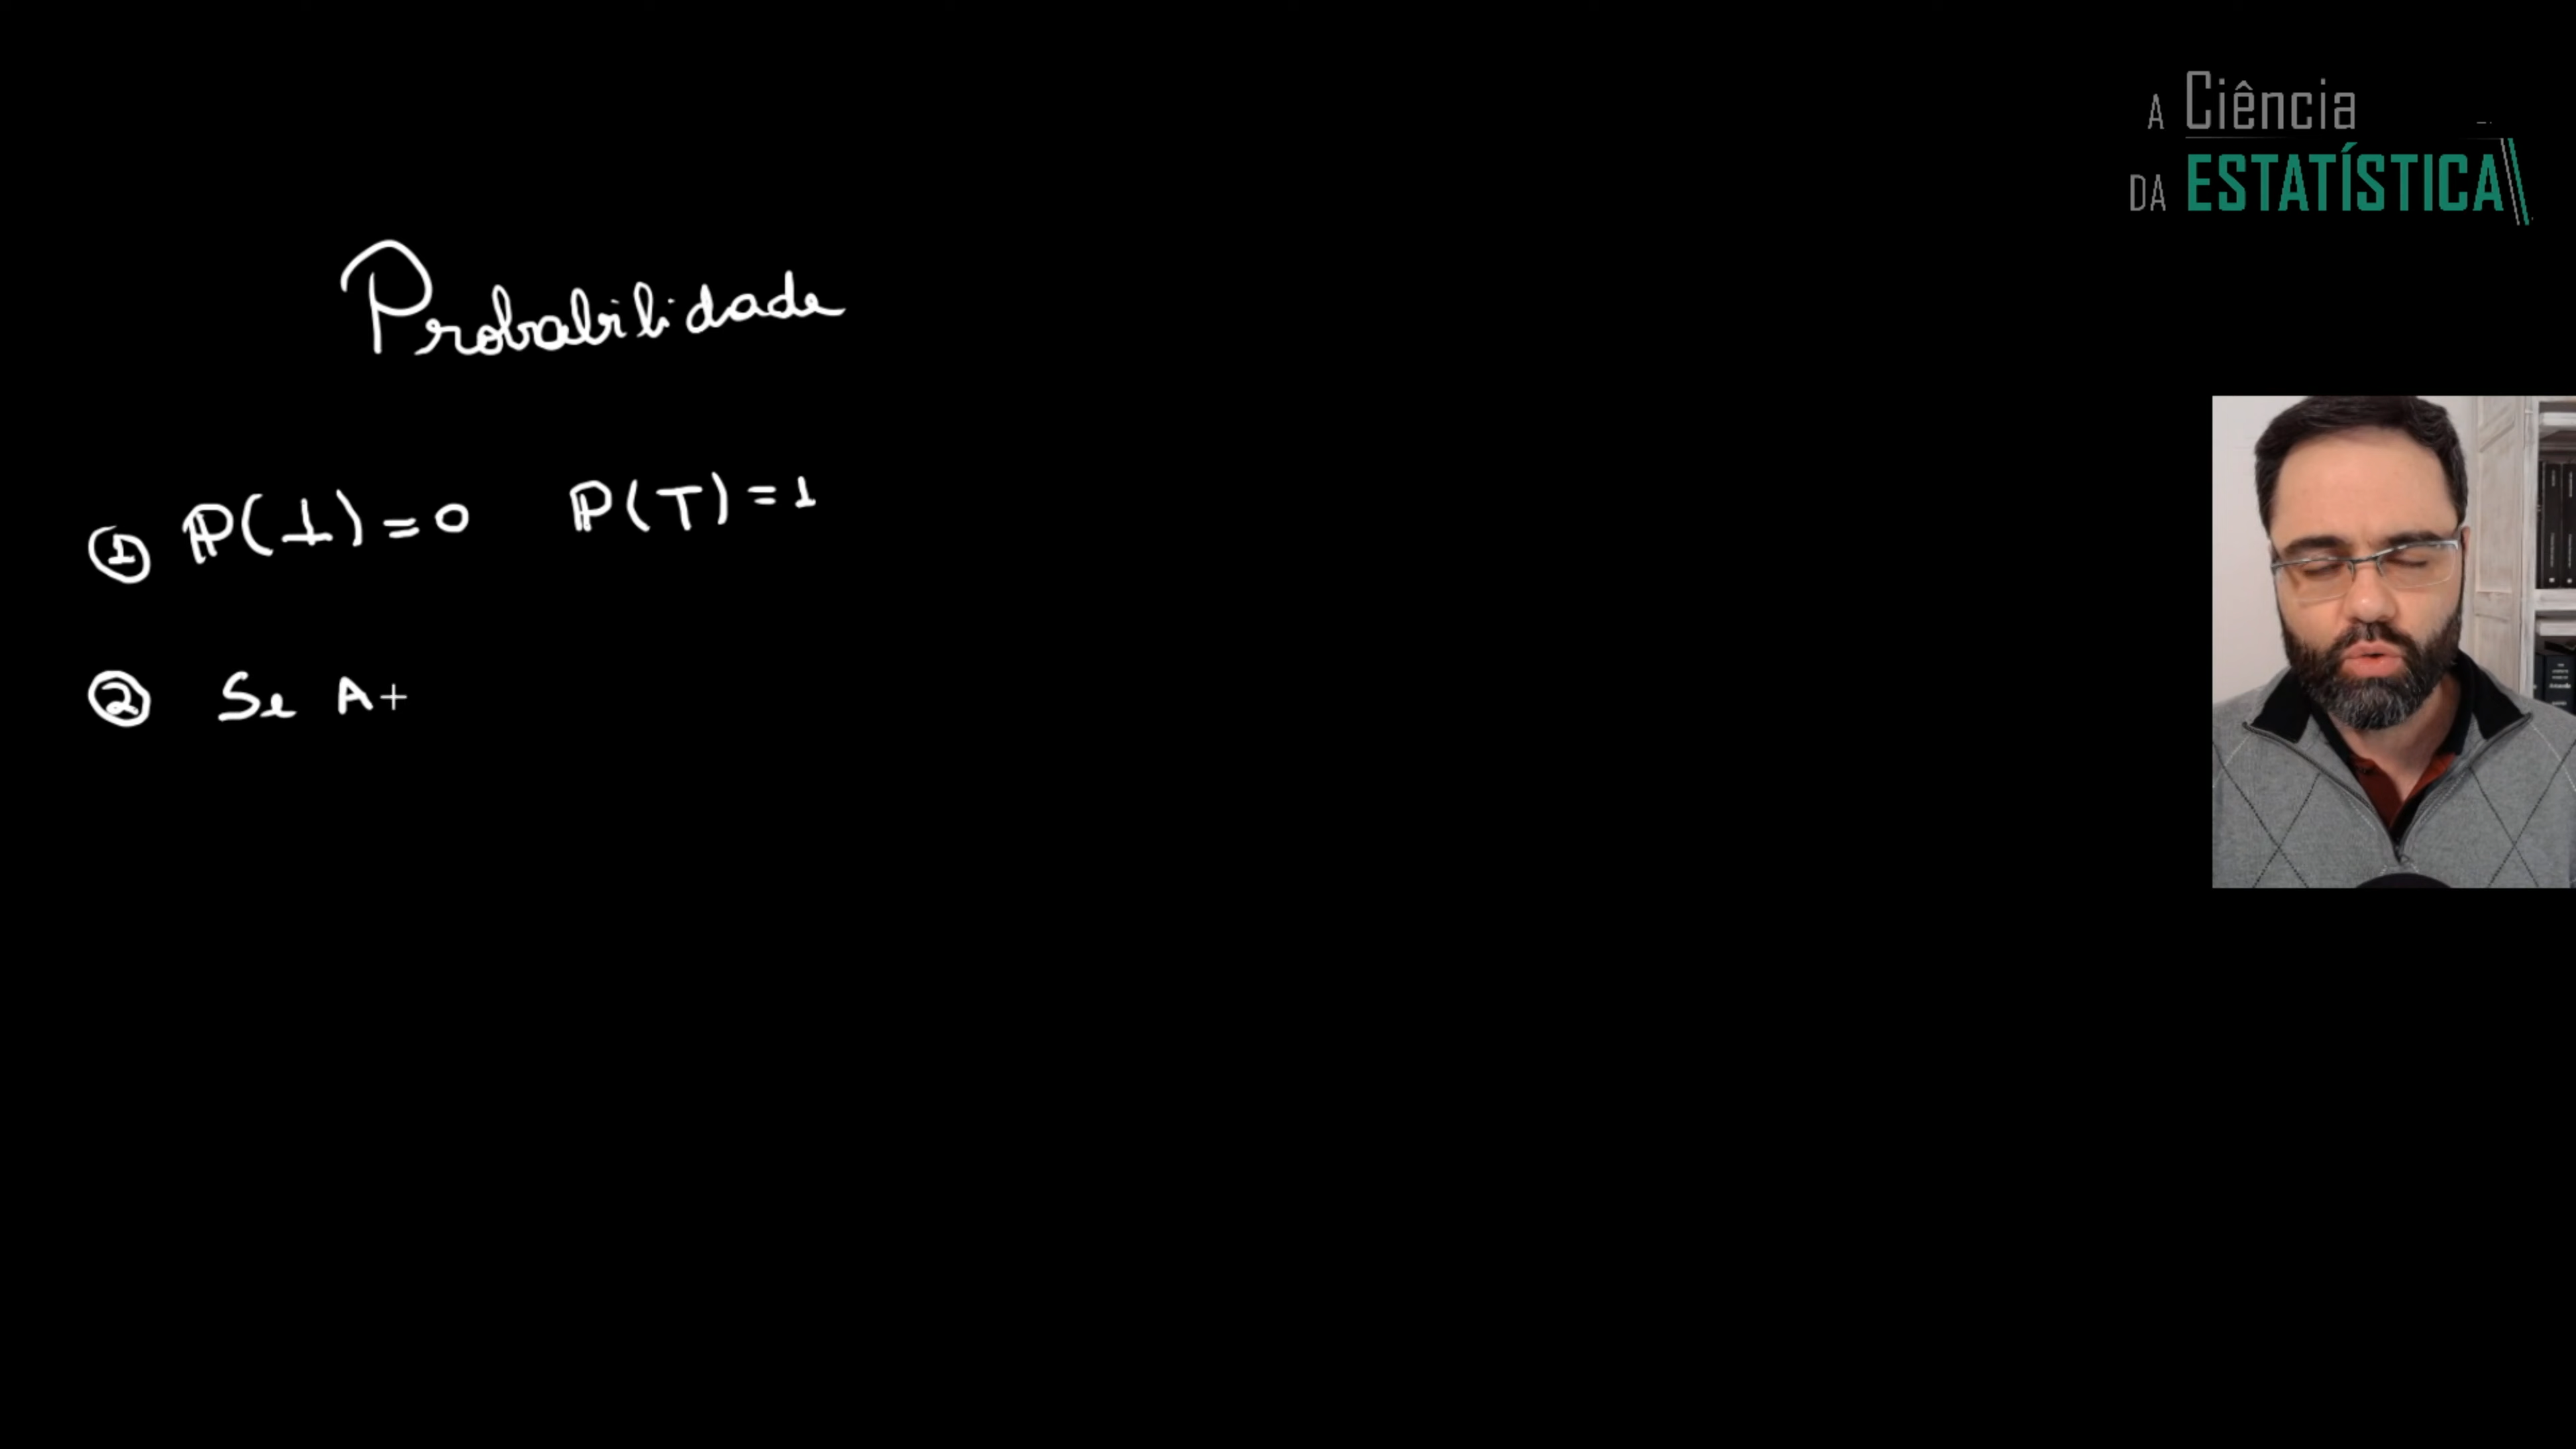 A Ciência
DA ESTATÍSTICA
Probabilidade
① ℙ(⊥) = 0 ℙ(⊤) = 1
② Se A